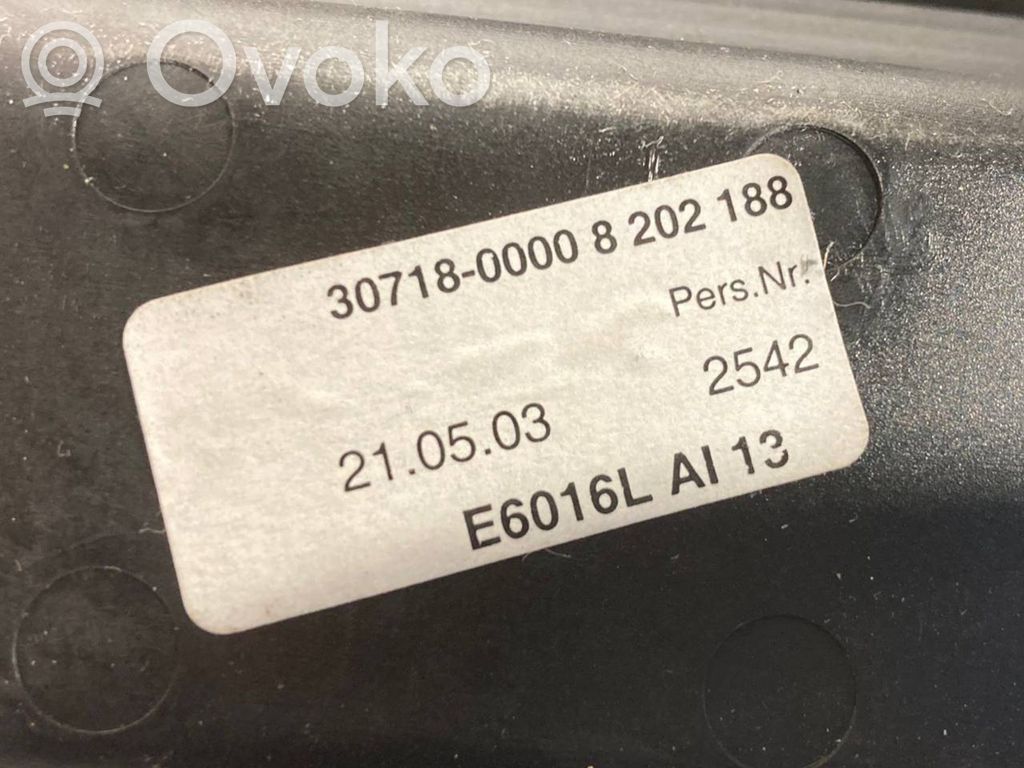 Ovoko
30718-0000 8 202 188
Pers.Nr.
21.05.03 2542
E6016L AI 13